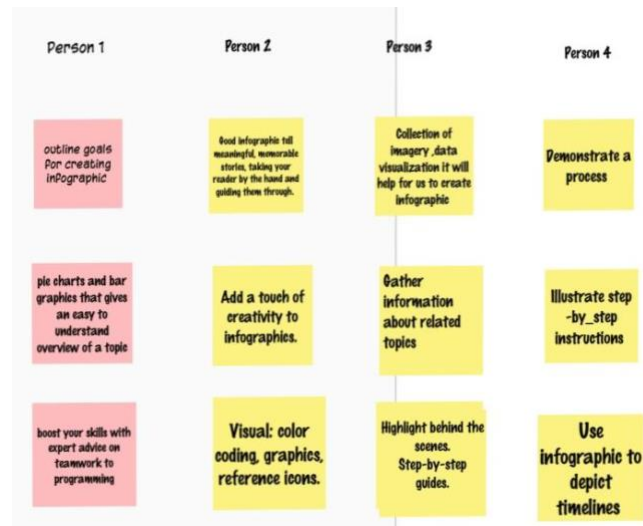 Person 1
Person 2
Person 3
Person 4
outline goals
for creating
infographic
Good infographic tell
meaningful, memorable
stories, taking your
reader by the hand and
guiding them through.
Collection of
imagery ,data
visualization it will
help for us to create
infographic
Demonstrate a
process
pie charts and bar
graphics that gives
an easy to
understand
overview of a topic
Add a touch of
creativity to
infographics.
Gather
information
about related
topics
Illustrate step
-by_step
instructions
boost your skills with
expert advice on
teamwork to
programming
Visual: color
coding, graphics,
reference icons.
Highlight behind the
scenes.
Step-by-step
guides.
Use
infographic to
depict
timelines